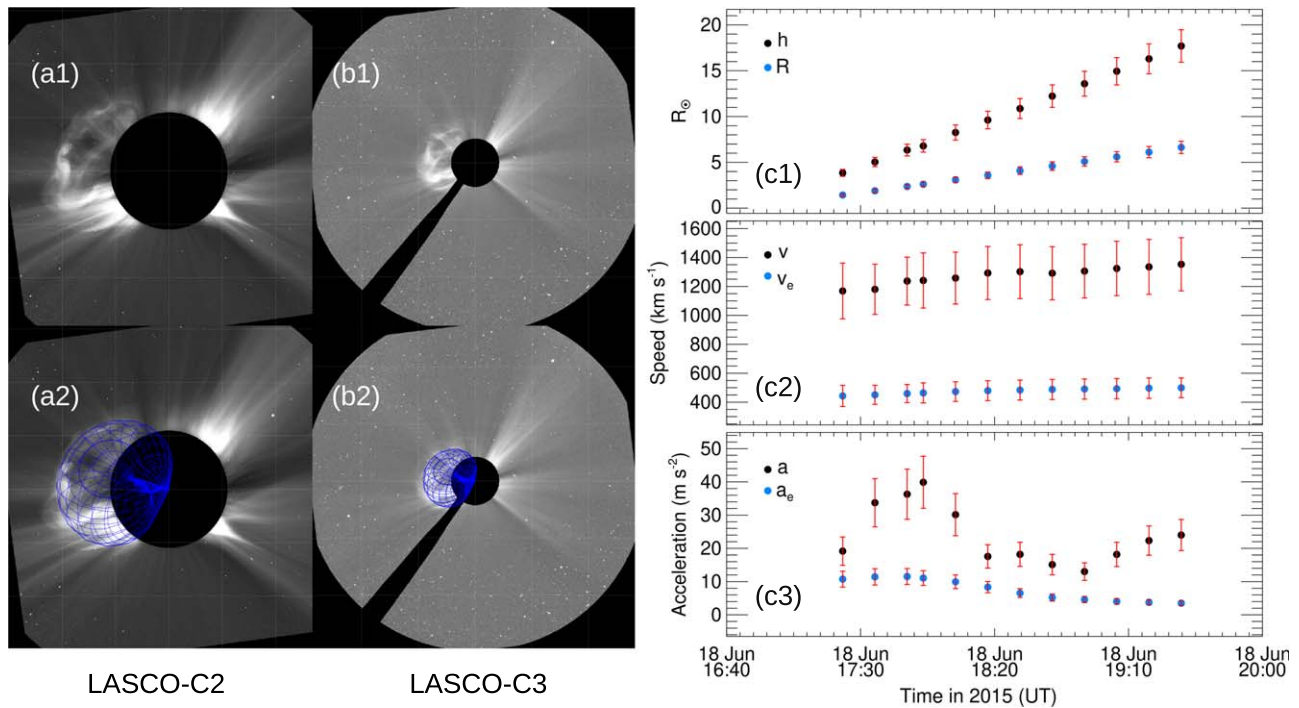 (a1)
(b1)
(a2)
(b2)
LASCO-C2
LASCO-C3
20
15
10
5
0
R☉
h
R
(c1)
1600
1400
1200
1000
800
600
400
Speed (km s⁻¹)
v
vₑ
(c2)
50
40
30
20
10
0
Acceleration (m s⁻²)
a
aₑ
(c3)
18 Jun 18 Jun 18 Jun 18 Jun 18 Jun
16:40 17:30 18:20 19:10 20:00
Time in 2015 (UT)